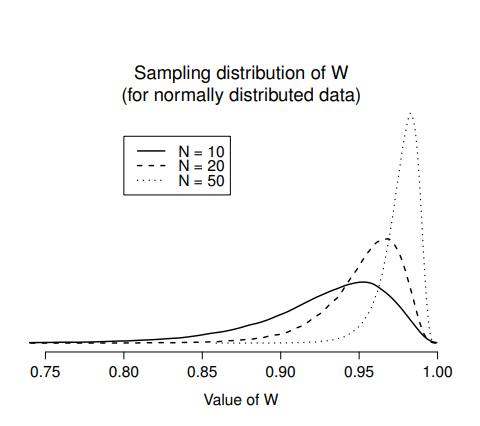 Sampling distribution of W
(for normally distributed data)
N = 10
N = 20
N = 50
0.75 0.80 0.85 0.90 0.95 1.00
Value of W